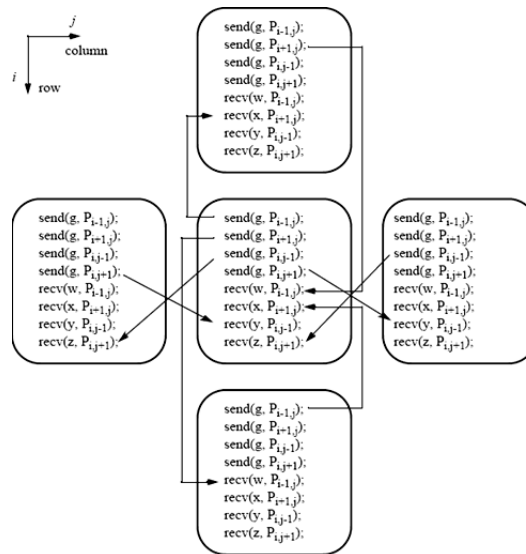 j
column
i
row
send(g, Pi-1,j);
send(g, Pi+1,j);
send(g, Pi,j-1);
send(g, Pi,j+1);
recv(w, Pi-1,j);
recv(x, Pi+1,j);
recv(y, Pi,j-1);
recv(z, Pi,j+1);
send(g, Pi-1,j);
send(g, Pi+1,j);
send(g, Pi,j-1);
send(g, Pi,j+1);
recv(w, Pi-1,j);
recv(x, Pi+1,j);
recv(y, Pi,j-1);
recv(z, Pi,j+1);
send(g, Pi-1,j);
send(g, Pi+1,j);
send(g, Pi,j-1);
send(g, Pi,j+1);
recv(w, Pi-1,j);
recv(x, Pi+1,j);
recv(y, Pi,j-1);
recv(z, Pi,j+1);
send(g, Pi-1,j);
send(g, Pi+1,j);
send(g, Pi,j-1);
send(g, Pi,j+1);
recv(w, Pi-1,j);
recv(x, Pi+1,j);
recv(y, Pi,j-1);
recv(z, Pi,j+1);
send(g, Pi-1,j);
send(g, Pi+1,j);
send(g, Pi,j-1);
send(g, Pi,j+1);
recv(w, Pi-1,j);
recv(x, Pi+1,j);
recv(y, Pi,j-1);
recv(z, Pi,j+1);